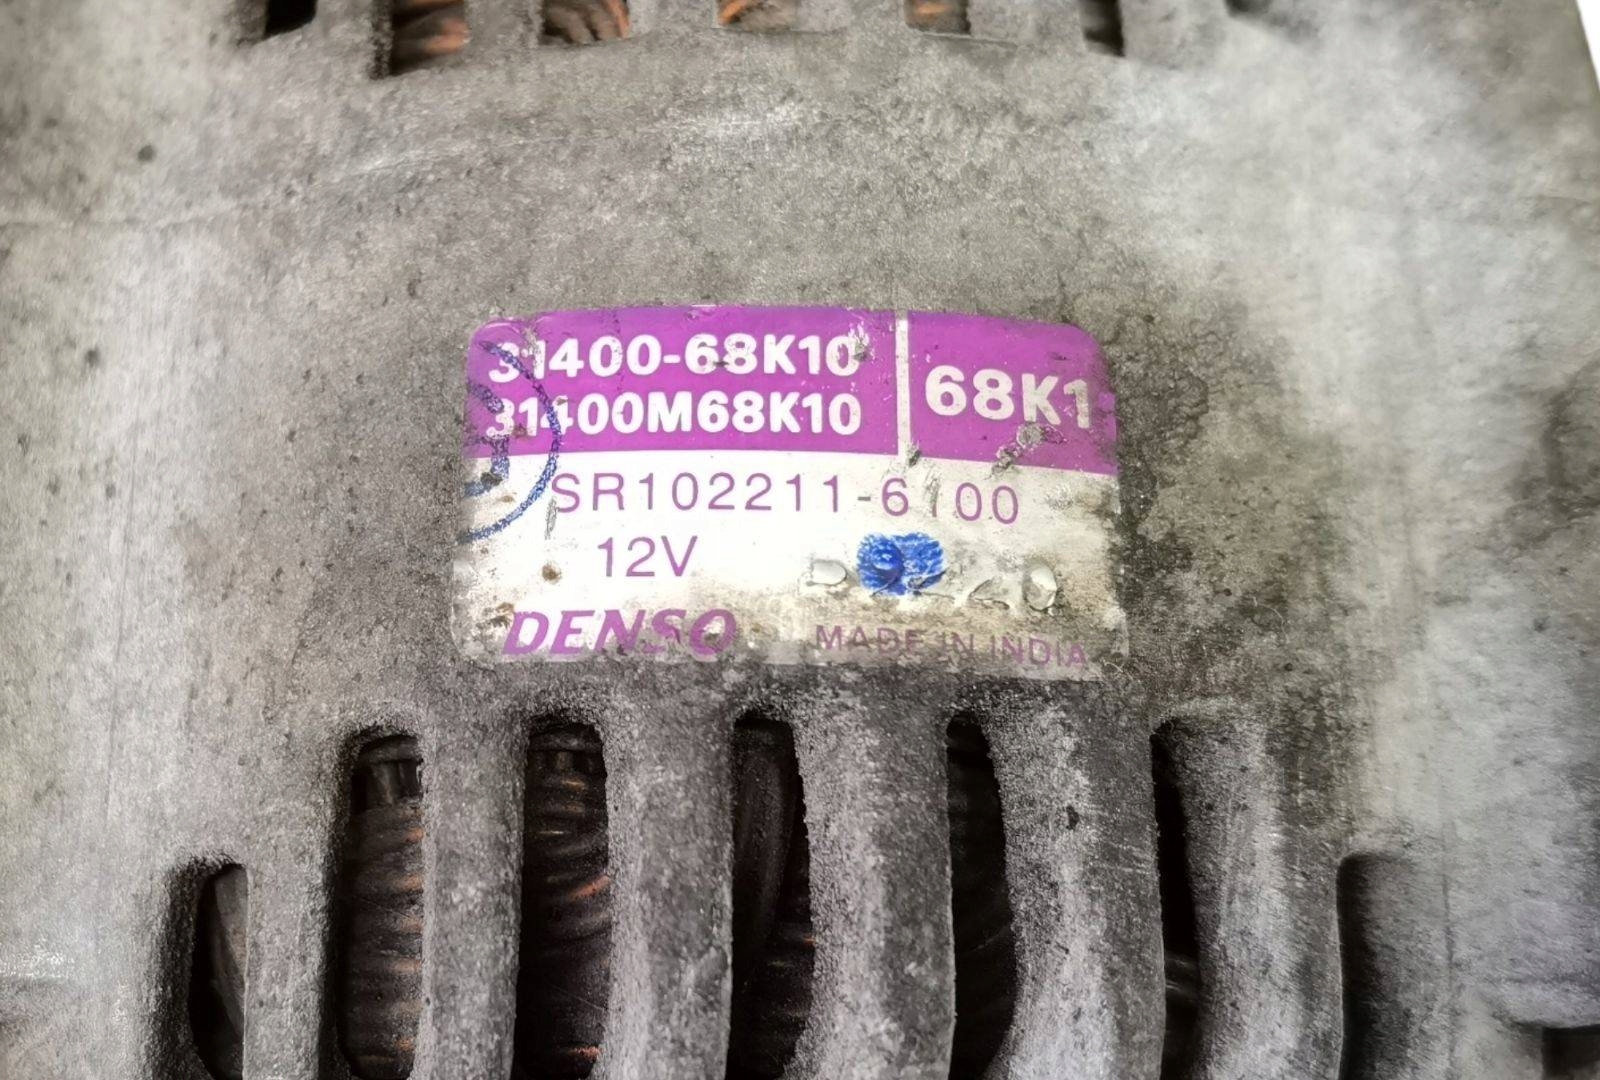 31400-68K10
31400M68K10
68K1
SR102211-6100
12V
DENSO
MADE IN INDIA